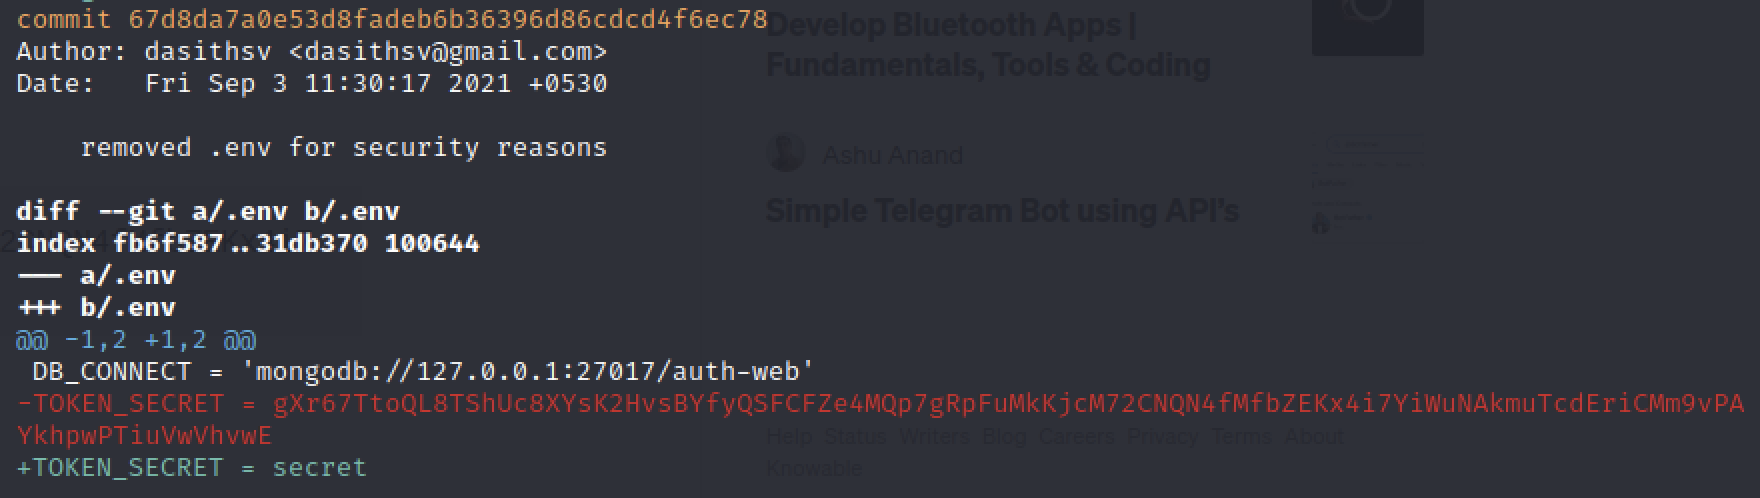 commit 67d8da7a0e53d8fadeb6b36396d86cdcd4f6ec78
Author: dasithsv <dasithsv@gmail.com>
Date:   Fri Sep 3 11:30:17 2021 +0530
    removed .env for security reasons
diff --git a/.env b/.env
index fb6f587..31db370 100644
--- a/.env
+++ b/.env
@@ -1,2 +1,2 @@
 DB_CONNECT = 'mongodb://127.0.0.1:27017/auth-web'
-TOKEN_SECRET = gXr67TtoQL8TShUc8XYsK2HvsBYfyQSFCFZe4MQp7gRpFuMkKjcM72CNQN4fMfbZEKx4i7YiWuNAkmuTcdEriCMm9vPA
YkhpwPTiuVwVhvwE
+TOKEN_SECRET = secret
Develop Bluetooth Apps |
Fundamentals, Tools & Coding
Ashu Anand
Simple Telegram Bot using API's
Help Status Writers Blog Careers Privacy Terms About
Knowable